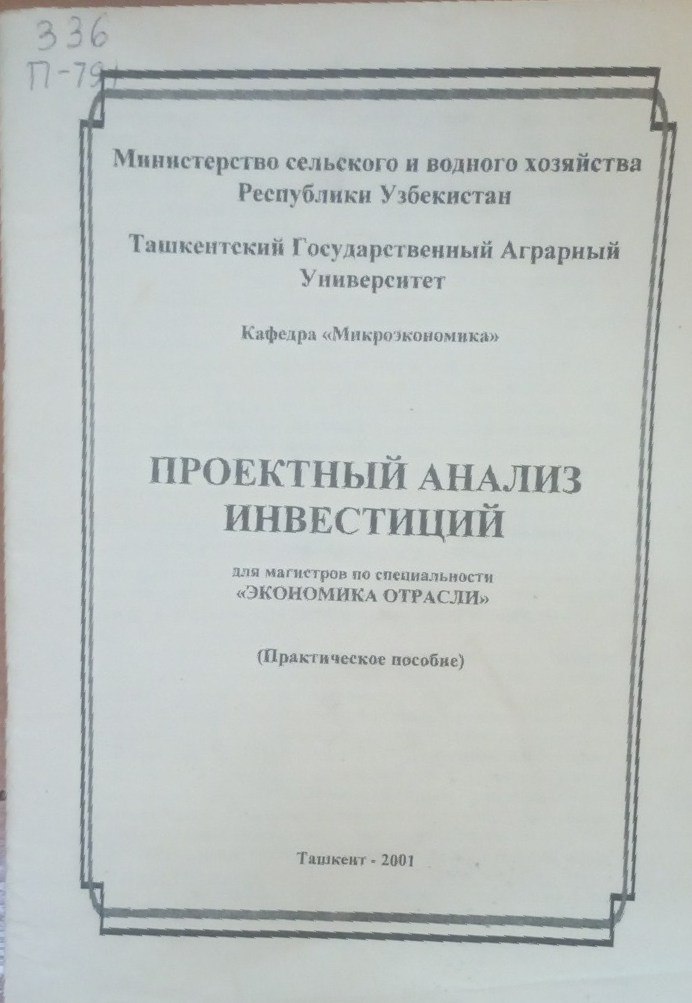 336
П-791
Министерство сельского и водного хозяйства
Республики Узбекистан
Ташкентский Государственный Аграрный
Университет
Кафедра «Микроэкономика»
ПРОЕКТНЫЙ АНАЛИЗ
ИНВЕСТИЦИЙ
для магистров по специальности
«ЭКОНОМИКА ОТРАСЛИ»
(Практическое пособие)
Ташкент - 2001